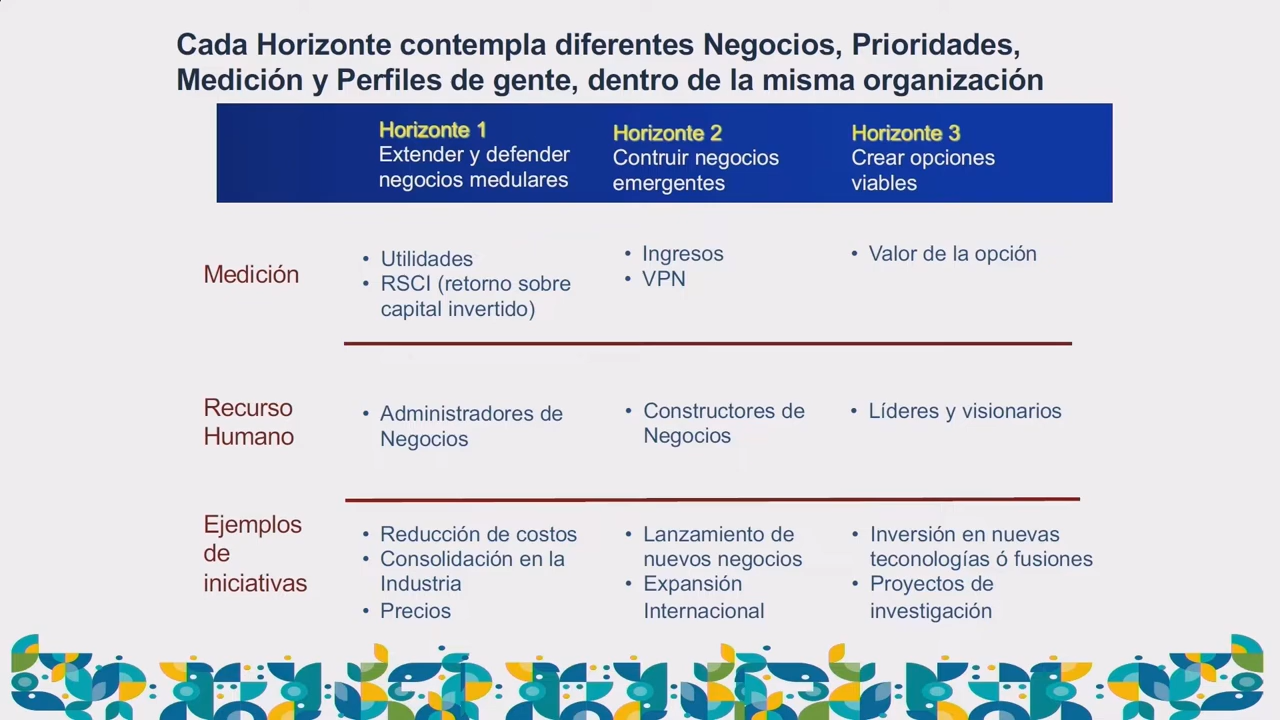 Cada Horizonte contempla diferentes Negocios, Prioridades,
Medición y Perfiles de gente, dentro de la misma organización
Horizonte 1
Extender y defender
negocios medulares
Horizonte 2
Contruir negocios
emergentes
Horizonte 3
Crear opciones
viables
Medición
• Utilidades
• RSCI (retorno sobre
capital invertido)
• Ingresos
• VPN
• Valor de la opción
Recurso
Humano
• Administradores de
Negocios
• Constructores de
Negocios
• Líderes y visionarios
Ejemplos
de
iniciativas
• Reducción de costos
• Consolidación en la
Industria
• Precios
• Lanzamiento de
nuevos negocios
• Expansión
Internacional
• Inversión en nuevas
teconologías ó fusiones
• Proyectos de
investigación